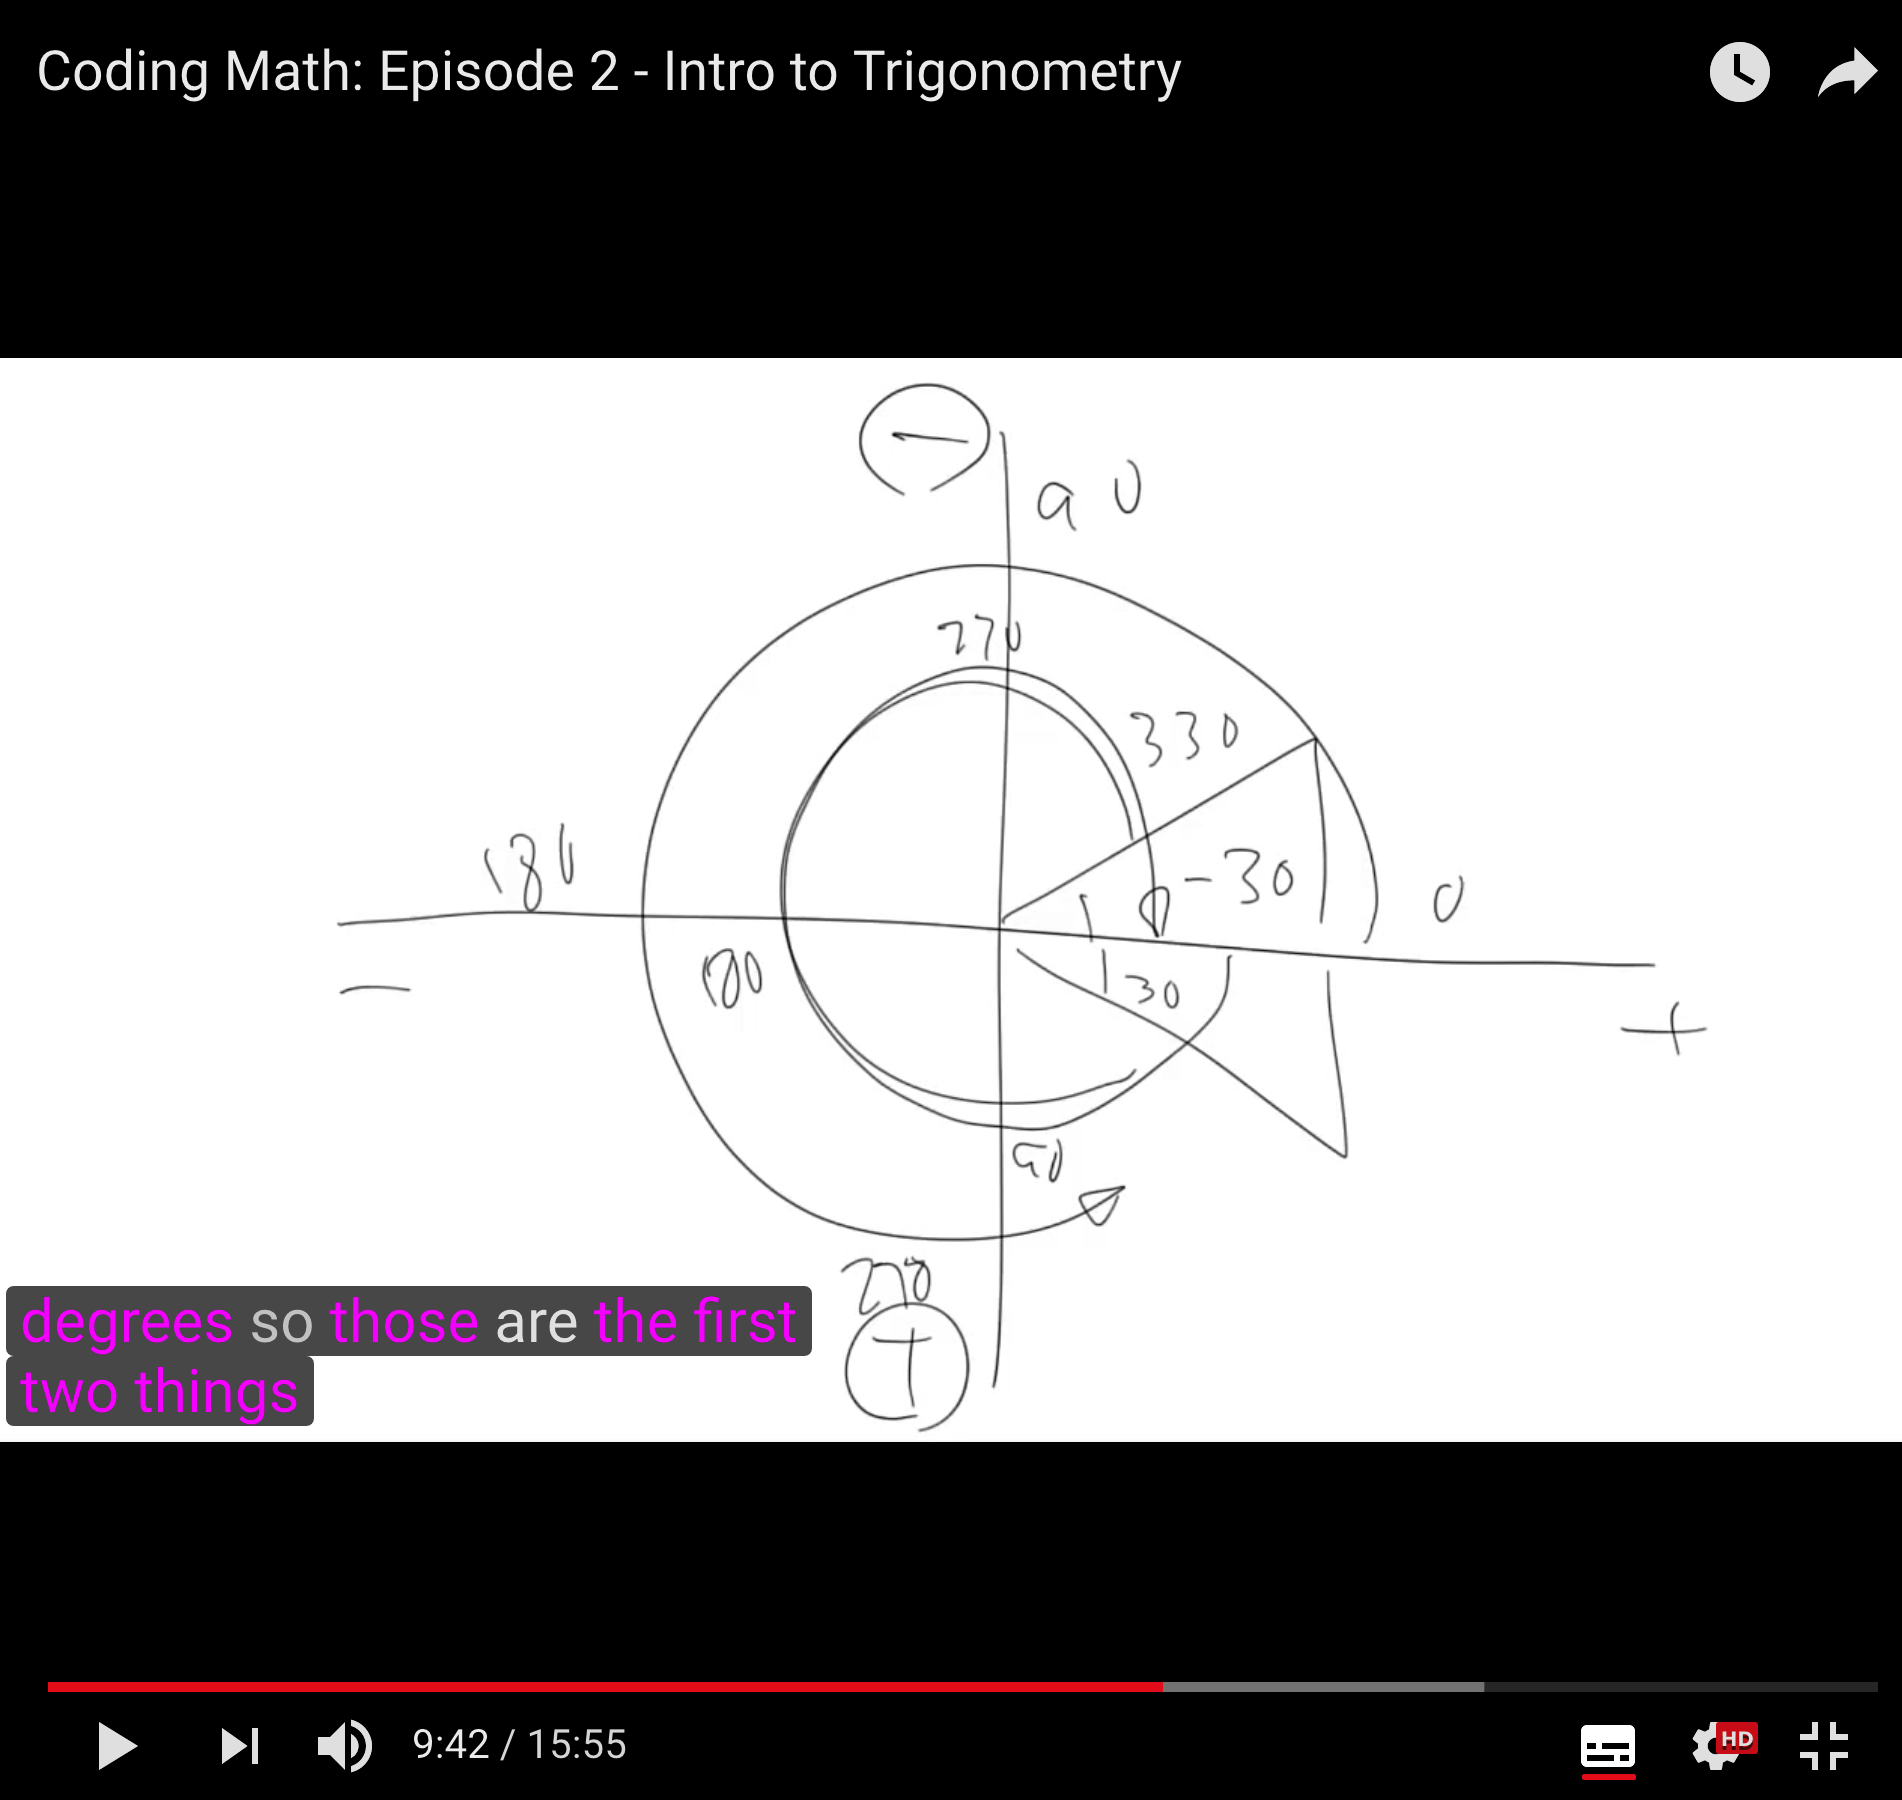 Coding Math: Episode 2 - Intro to Trigonometry
−
90
270
330
180
-30
0
180
30
−
+
90
270
+
degrees so those are the first
two things
9:42 / 15:55
HD